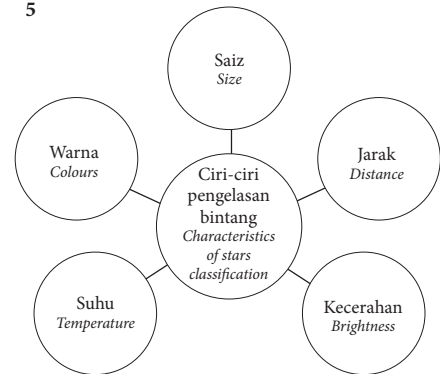 5
Saiz
Size
Warna
Colours
Jarak
Distance
Ciri-ciri
pengelasan
bintang
Characteristics
of stars
classification
Suhu
Temperature
Kecerahan
Brightness